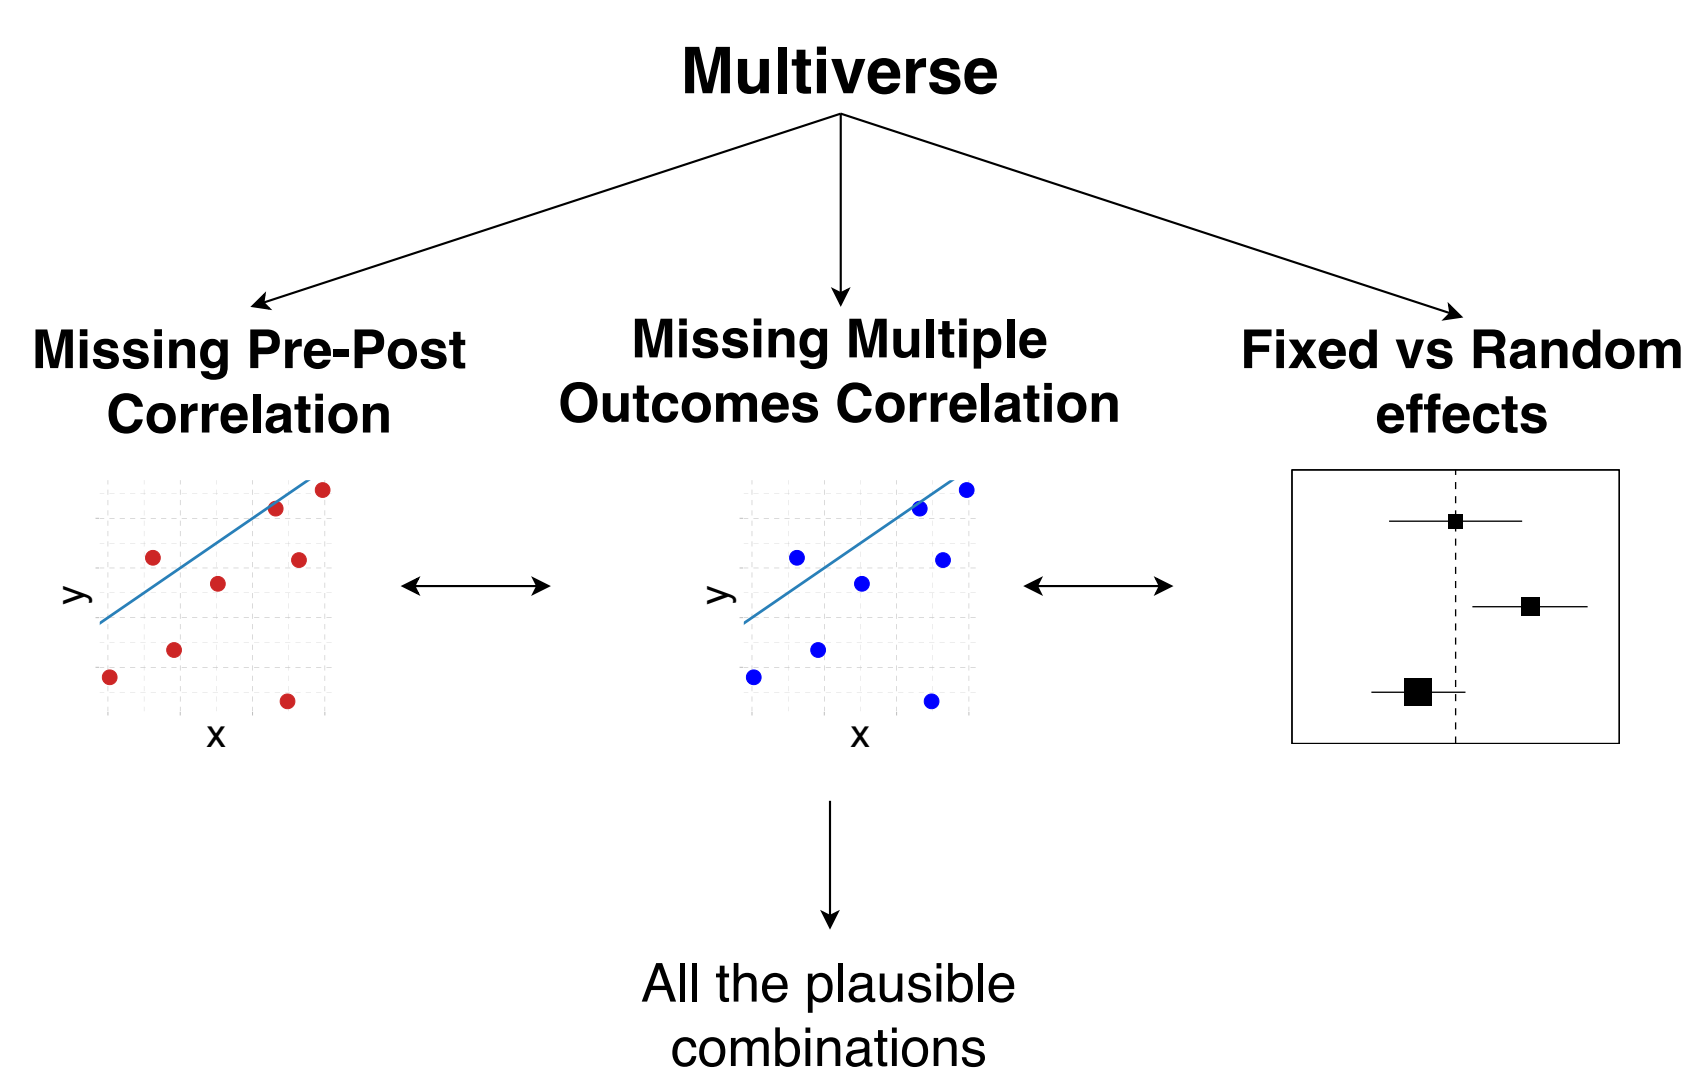 Multiverse
Missing Pre-Post
Correlation
Missing Multiple
Outcomes Correlation
Fixed vs Random
effects
y
x
y
x
All the plausible
combinations